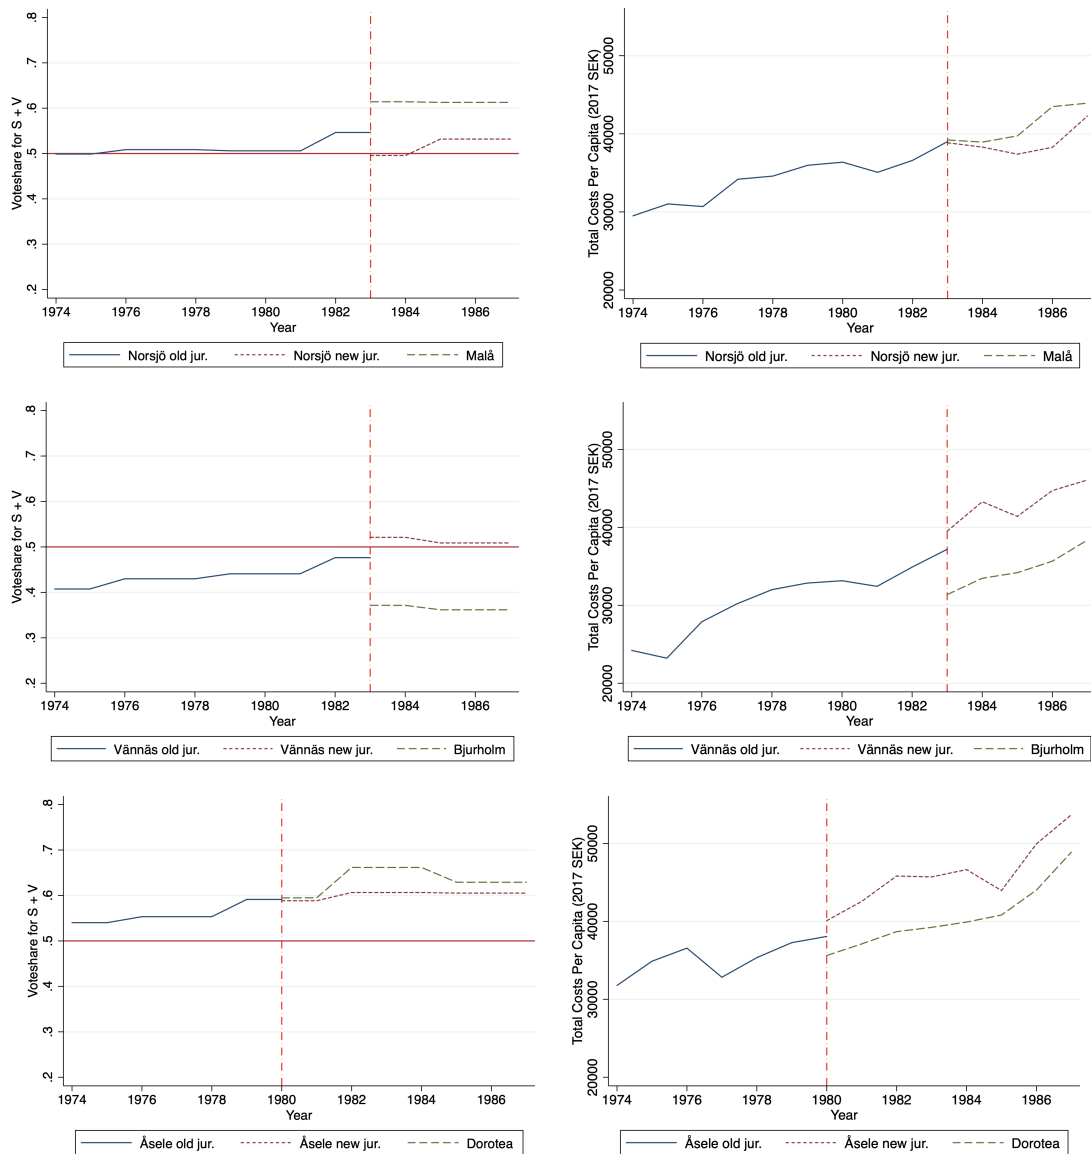 Voteshare for S + V
.8
.7
.6
.5
.4
.3
.2
1974 1976 1978 1980 1982 1984 1986
Year
Norsjö old jur. Norsjö new jur. Malå
Total Costs Per Capita (2017 SEK)
50000
40000
30000
20000
1974 1976 1978 1980 1982 1984 1986
Year
Norsjö old jur. Norsjö new jur. Malå
Voteshare for S + V
.8
.7
.6
.5
.4
.3
.2
1974 1976 1978 1980 1982 1984 1986
Year
Vännäs old jur. Vännäs new jur. Bjurholm
Total Costs Per Capita (2017 SEK)
50000
40000
30000
20000
1974 1976 1978 1980 1982 1984 1986
Year
Vännäs old jur. Vännäs new jur. Bjurholm
Voteshare for S + V
.8
.7
.6
.5
.4
.3
.2
1974 1976 1978 1980 1982 1984 1986
Year
Åsele old jur. Åsele new jur. Dorotea
Total Costs Per Capita (2017 SEK)
50000
40000
30000
20000
1974 1976 1978 1980 1982 1984 1986
Year
Åsele old jur. Åsele new jur. Dorotea